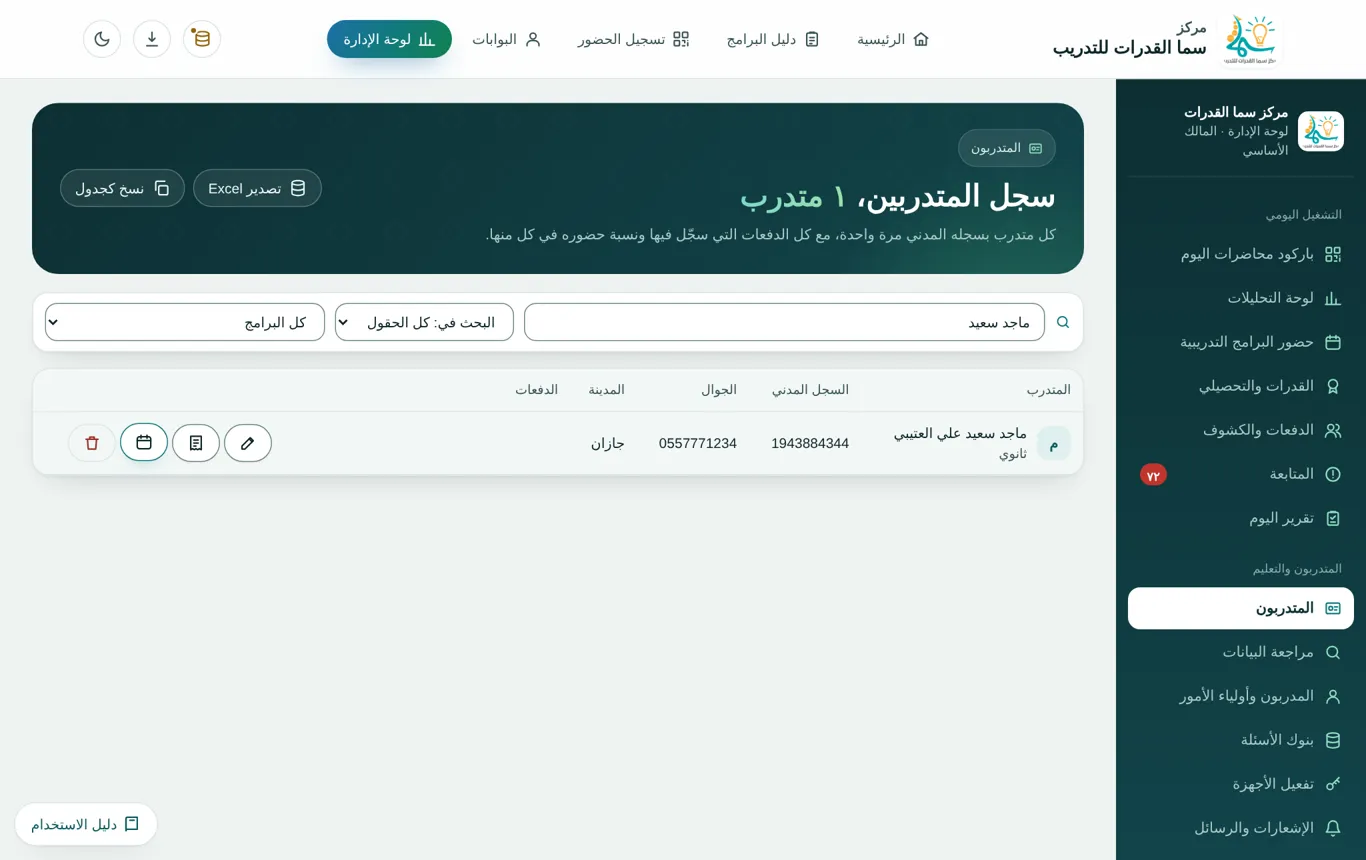 مركز
سما القدرات للتدريب
الرئيسية
دليل البرامج
تسجيل الحضور
البوابات
لوحة الإدارة
مركز سما القدرات
لوحة الإدارة · المالك
الأساسي
التشغيل اليومي
باركود محاضرات اليوم
لوحة التحليلات
حضور البرامج التدريبية
القدرات والتحصيلي
الدفعات والكشوف
المتابعة
٧٢
تقرير اليوم
المتدربون والتعليم
المتدربون
مراجعة البيانات
المدربون وأولياء الأمور
بنوك الأسئلة
تفعيل الأجهزة
الإشعارات والرسائل
المتدربون
سجل المتدربين، ١ متدرب
كل متدرب بسجله المدني مرة واحدة، مع كل الدفعات التي سجّل فيها ونسبة حضوره في كل منها.
تصدير Excel
نسخ كجدول
ماجد سعيد
البحث في: كل الحقول
كل البرامج
المتدرب
السجل المدني
الجوال
المدينة
الدفعات
م
ماجد سعيد علي العتيبي
ثانوي
1943884344
0557771234
جازان
دليل الاستخدام